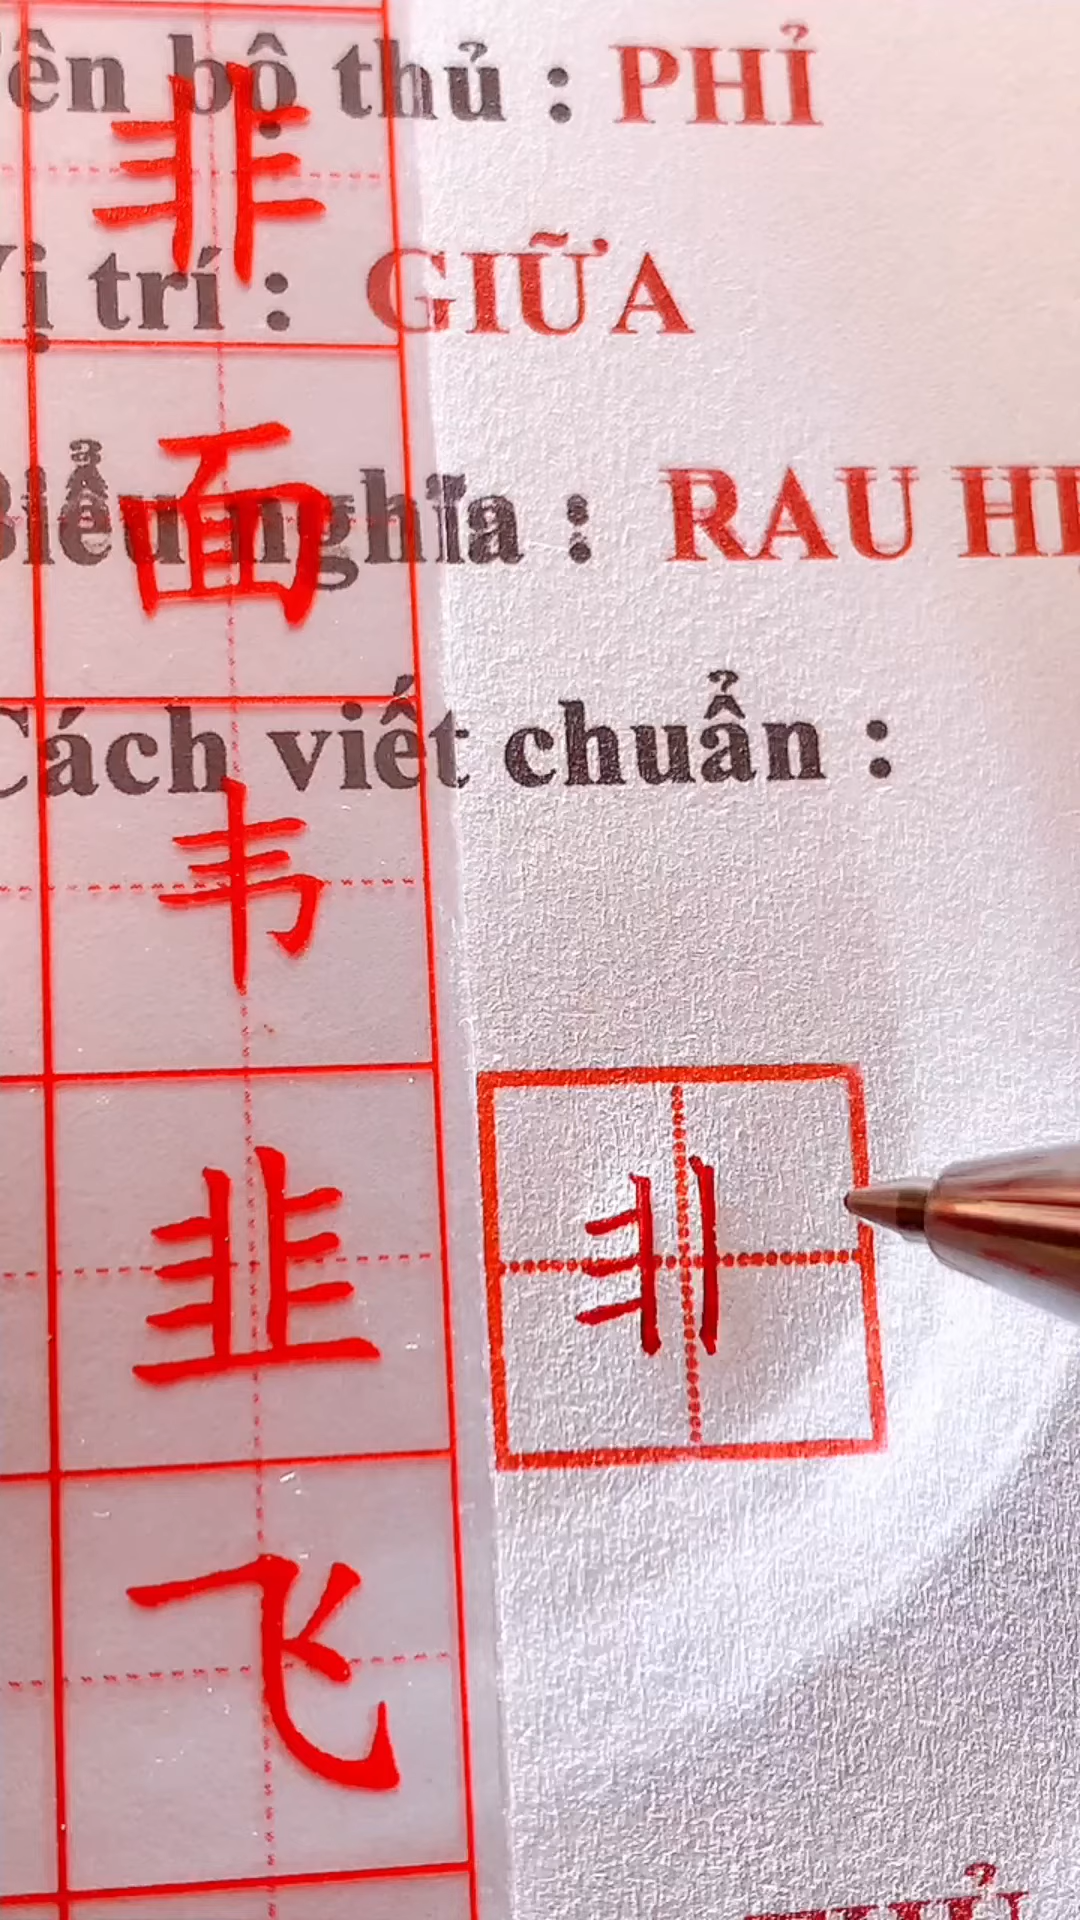 ên bộ thủ : PHỈ
非
ị trí : GIỮA
面
Biểu nghĩa : RAU HẸ
Cách viết chuẩn :
韦
韭
飞